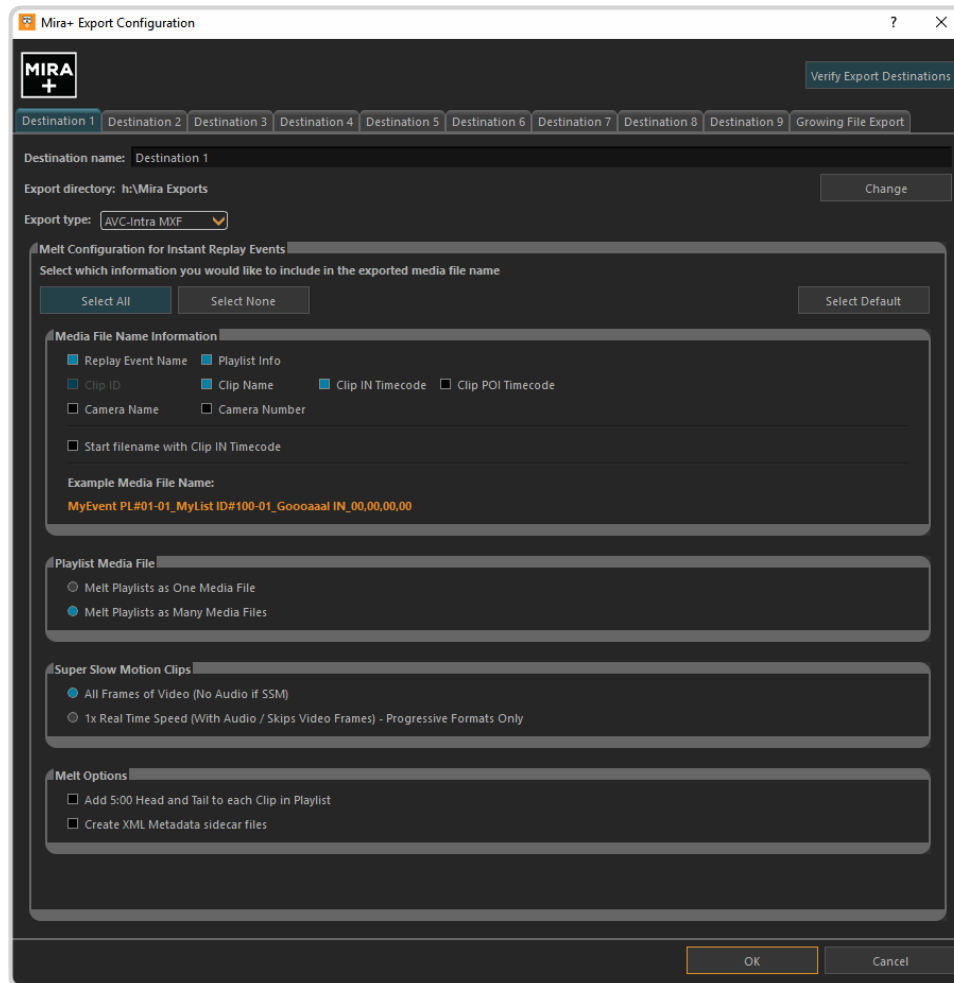 Mira+ Export Configuration ? ×
MIRA
+
Verify Export Destinations
Destination 1 Destination 2 Destination 3 Destination 4 Destination 5 Destination 6 Destination 7 Destination 8 Destination 9 Growing File Export
Destination name: Destination 1
Export directory: h:\Mira Exports Change
Export type: AVC-Intra MXF
Melt Configuration for Instant Replay Events
Select which information you would like to include in the exported media file name
Select All Select None Select Default
Media File Name Information
Replay Event Name Playlist Info
Clip ID Clip Name Clip IN Timecode Clip POI Timecode
Camera Name Camera Number
Start filename with Clip IN Timecode
Example Media File Name:
MyEvent PL#01-01_MyList ID#100-01_Goooaaal IN_00,00,00,00
Playlist Media File
Melt Playlists as One Media File
Melt Playlists as Many Media Files
Super Slow Motion Clips
All Frames of Video (No Audio if SSM)
1x Real Time Speed (With Audio / Skips Video Frames) - Progressive Formats Only
Melt Options
Add 5:00 Head and Tail to each Clip in Playlist
Create XML Metadata sidecar files
OK Cancel